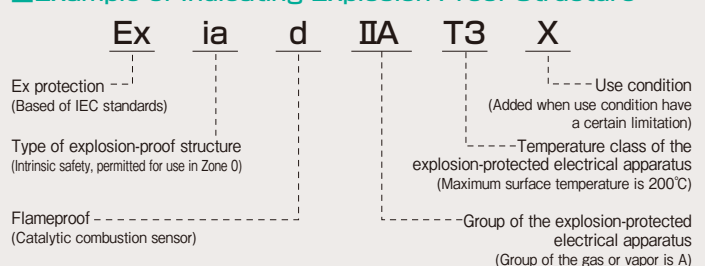 ■Example of Indicating Explosion-Proof Structure
Ex ia d ⅡA T3 X
Ex protection
(Based of IEC standards)
Type of explosion-proof structure
(Intrinsic safety, permitted for use in Zone 0)
Flameproof
(Catalytic combustion sensor)
Use condition
(Added when use condition have
a certain limitation)
Temperature class of the
explosion-protected electrical apparatus
(Maximum surface temperature is 200℃)
Group of the explosion-protected
electrical apparatus
(Group of the gas or vapor is A)